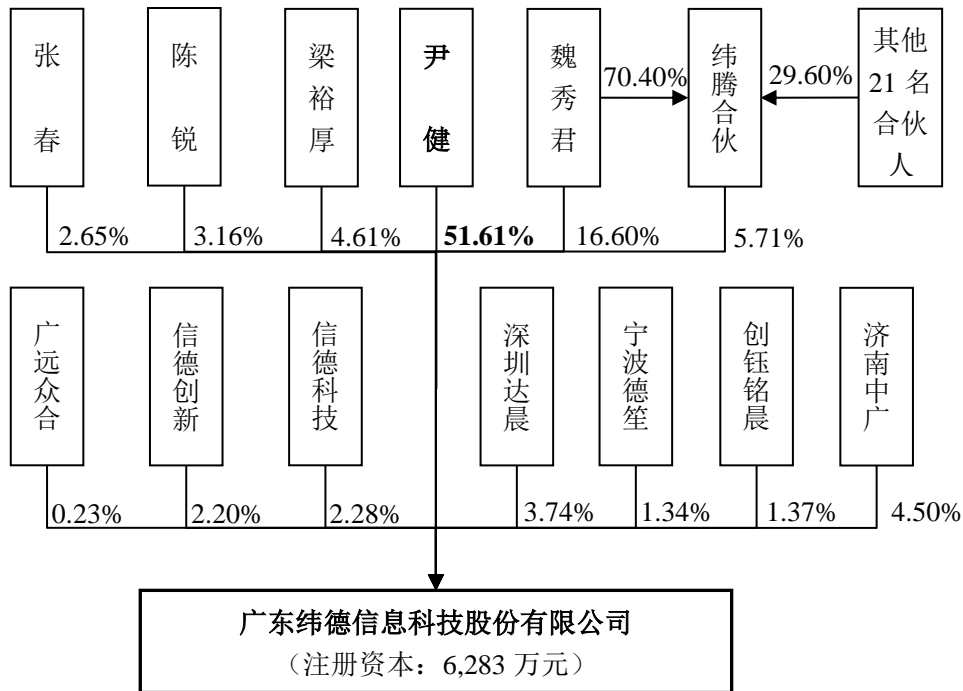 张春
陈锐
梁裕厚
尹健
魏秀君
70.40%
纬腾合伙
29.60%
其他
21 名
合伙
人
2.65%
3.16%
4.61%
51.61%
16.60%
5.71%
广远众合
信德创新
信德科技
深圳达晨
宁波德笙
创钰铭晨
济南中广
0.23%
2.20%
2.28%
3.74%
1.34%
1.37%
4.50%
广东纬德信息科技股份有限公司
（注册资本：6,283 万元）